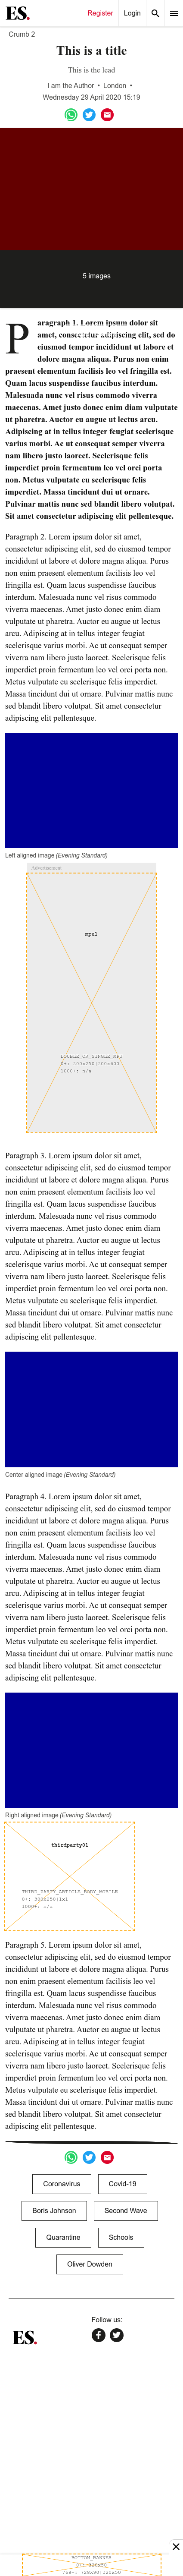 ES.
Register
Login
Crumb 2
This is a title
This is the lead
I am the Author • London •
Wednesday 29 April 2020 15:19
5 images
Paragraph 1. Lorem ipsum dolor sit
amet, consectetur adipiscing elit, sed do
eiusmod tempor incididunt ut labore et
dolore magna aliqua. Purus non enim
praesent elementum facilisis leo vel fringilla est.
Quam lacus suspendisse faucibus interdum.
Malesuada nunc vel risus commodo
viverra maecenas. Amet justo donec enim diam vulputate
ut pharetra. Auctor eu augue ut lectus arcu.
Adipiscing at in tellus integer feugiat scelerisque
varius morbi. Ac ut consequat semper viverra
nam libero justo laoreet. Scelerisque felis
imperdiet proin fermentum leo vel orci porta
non. Metus vulputate eu scelerisque felis
imperdiet. Massa tincidunt dui ut ornare.
Pulvinar mattis nunc sed blandit libero volutpat.
Sit amet consectetur adipiscing elit pellentesque.
Paragraph 2. Lorem ipsum dolor sit amet,
consectetur adipiscing elit, sed do eiusmod tempor
incididunt ut labore et dolore magna aliqua. Purus
non enim praesent elementum facilisis leo vel
fringilla est. Quam lacus suspendisse faucibus
interdum. Malesuada nunc vel risus commodo
viverra maecenas. Amet justo donec enim diam
vulputate ut pharetra. Auctor eu augue ut lectus
arcu. Adipiscing at in tellus integer feugiat
scelerisque varius morbi. Ac ut consequat semper
viverra nam libero justo laoreet. Scelerisque felis
imperdiet proin fermentum leo vel orci porta non.
Metus vulputate eu scelerisque felis imperdiet.
Massa tincidunt dui ut ornare. Pulvinar mattis nunc
sed blandit libero volutpat. Sit amet consectetur
adipiscing elit pellentesque.
Left aligned image (Evening Standard)
Advertisement
mpu1
DOUBLE_OR_SINGLE_MPU
0+: 300x250|300x600
1000+: n/a
Paragraph 3. Lorem ipsum dolor sit amet,
consectetur adipiscing elit, sed do eiusmod tempor
incididunt ut labore et dolore magna aliqua. Purus
non enim praesent elementum facilisis leo vel
fringilla est. Quam lacus suspendisse faucibus
interdum. Malesuada nunc vel risus commodo
viverra maecenas. Amet justo donec enim diam
vulputate ut pharetra. Auctor eu augue ut lectus
arcu. Adipiscing at in tellus integer feugiat
scelerisque varius morbi. Ac ut consequat semper
viverra nam libero justo laoreet. Scelerisque felis
imperdiet proin fermentum leo vel orci porta non.
Metus vulputate eu scelerisque felis imperdiet.
Massa tincidunt dui ut ornare. Pulvinar mattis nunc
sed blandit libero volutpat. Sit amet consectetur
adipiscing elit pellentesque.
Center aligned image (Evening Standard)
Paragraph 4. Lorem ipsum dolor sit amet,
consectetur adipiscing elit, sed do eiusmod tempor
incididunt ut labore et dolore magna aliqua. Purus
non enim praesent elementum facilisis leo vel
fringilla est. Quam lacus suspendisse faucibus
interdum. Malesuada nunc vel risus commodo
viverra maecenas. Amet justo donec enim diam
vulputate ut pharetra. Auctor eu augue ut lectus
arcu. Adipiscing at in tellus integer feugiat
scelerisque varius morbi. Ac ut consequat semper
viverra nam libero justo laoreet. Scelerisque felis
imperdiet proin fermentum leo vel orci porta non.
Metus vulputate eu scelerisque felis imperdiet.
Massa tincidunt dui ut ornare. Pulvinar mattis nunc
sed blandit libero volutpat. Sit amet consectetur
adipiscing elit pellentesque.
Right aligned image (Evening Standard)
thirdparty01
THIRD_PARTY_ARTICLE_BODY_MOBILE
0+: 300x250|1x1
1000+: n/a
Paragraph 5. Lorem ipsum dolor sit amet,
consectetur adipiscing elit, sed do eiusmod tempor
incididunt ut labore et dolore magna aliqua. Purus
non enim praesent elementum facilisis leo vel
fringilla est. Quam lacus suspendisse faucibus
interdum. Malesuada nunc vel risus commodo
viverra maecenas. Amet justo donec enim diam
vulputate ut pharetra. Auctor eu augue ut lectus
arcu. Adipiscing at in tellus integer feugiat
scelerisque varius morbi. Ac ut consequat semper
viverra nam libero justo laoreet. Scelerisque felis
imperdiet proin fermentum leo vel orci porta non.
Metus vulputate eu scelerisque felis imperdiet.
Massa tincidunt dui ut ornare. Pulvinar mattis nunc
sed blandit libero volutpat. Sit amet consectetur
adipiscing elit pellentesque.
Coronavirus
Covid-19
Boris Johnson
Second Wave
Quarantine
Schools
Oliver Dowden
ES.
Follow us:
BOTTOM_BANNER
0+: 320x50
768+: 728x90|320x50